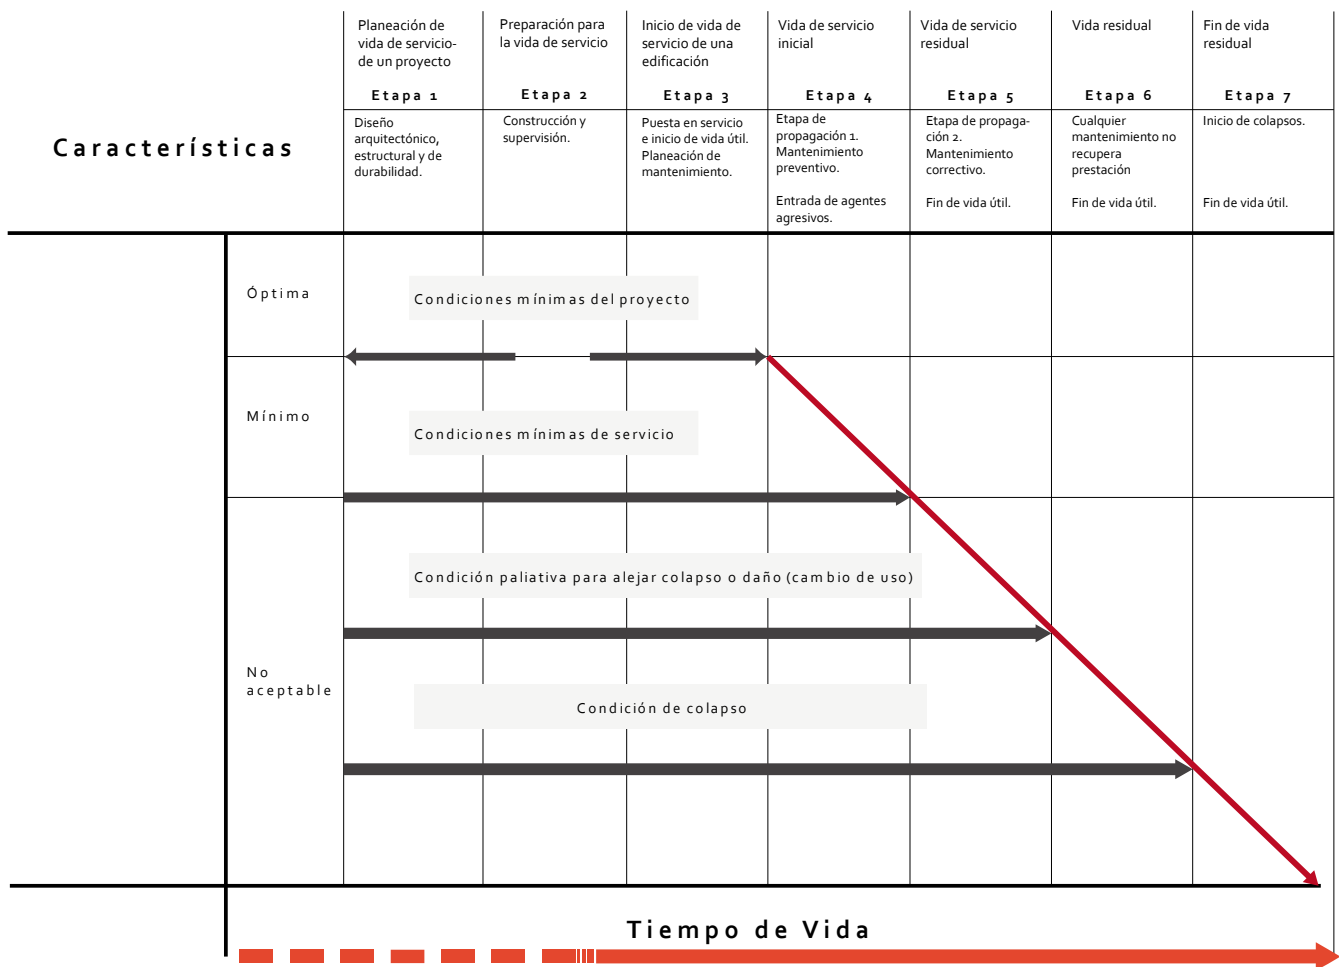 Planeación de
vida de servicio-
de un proyecto
Etapa 1
Preparación para
la vida de servicio
Etapa 2
Inicio de vida de
servicio de una
edificación
Etapa 3
Vida de servicio
inicial
Etapa 4
Vida de servicio
residual
Etapa 5
Vida residual
Etapa 6
Fin de vida
residual
Etapa 7
Características
Diseño
arquitectónico,
estructural y de
durabilidad.
Construcción y
supervisión.
Puesta en servicio
e inicio de vida útil.
Planeación de
mantenimiento.
Etapa de
propagación 1.
Mantenimiento
preventivo.
Entrada de agentes
agresivos.
Etapa de propaga-
ción 2.
Mantenimiento
correctivo.
Fin de vida útil.
Cualquier
mantenimiento no
recupera
prestación
Fin de vida útil.
Inicio de colapsos.
Fin de vida útil.
Óptima
Condiciones mínimas del proyecto
Mínimo
Condiciones mínimas de servicio
Condición paliativa para alejar colapso o daño (cambio de uso)
No
aceptable
Condición de colapso
Tiempo de Vida